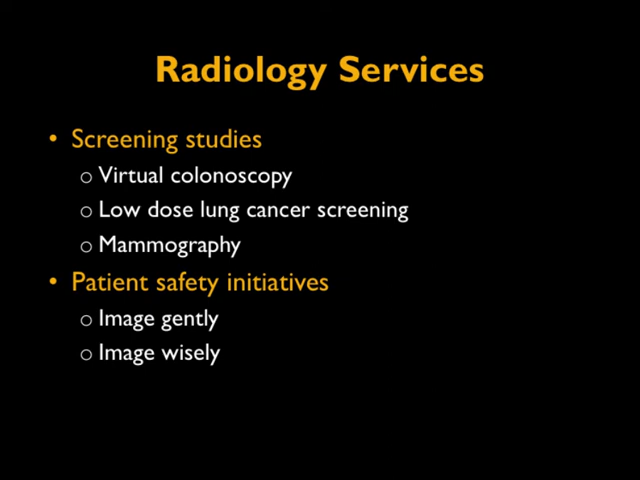 Radiology Services
• Screening studies
o Virtual colonoscopy
o Low dose lung cancer screening
o Mammography
• Patient safety initiatives
o Image gently
o Image wisely